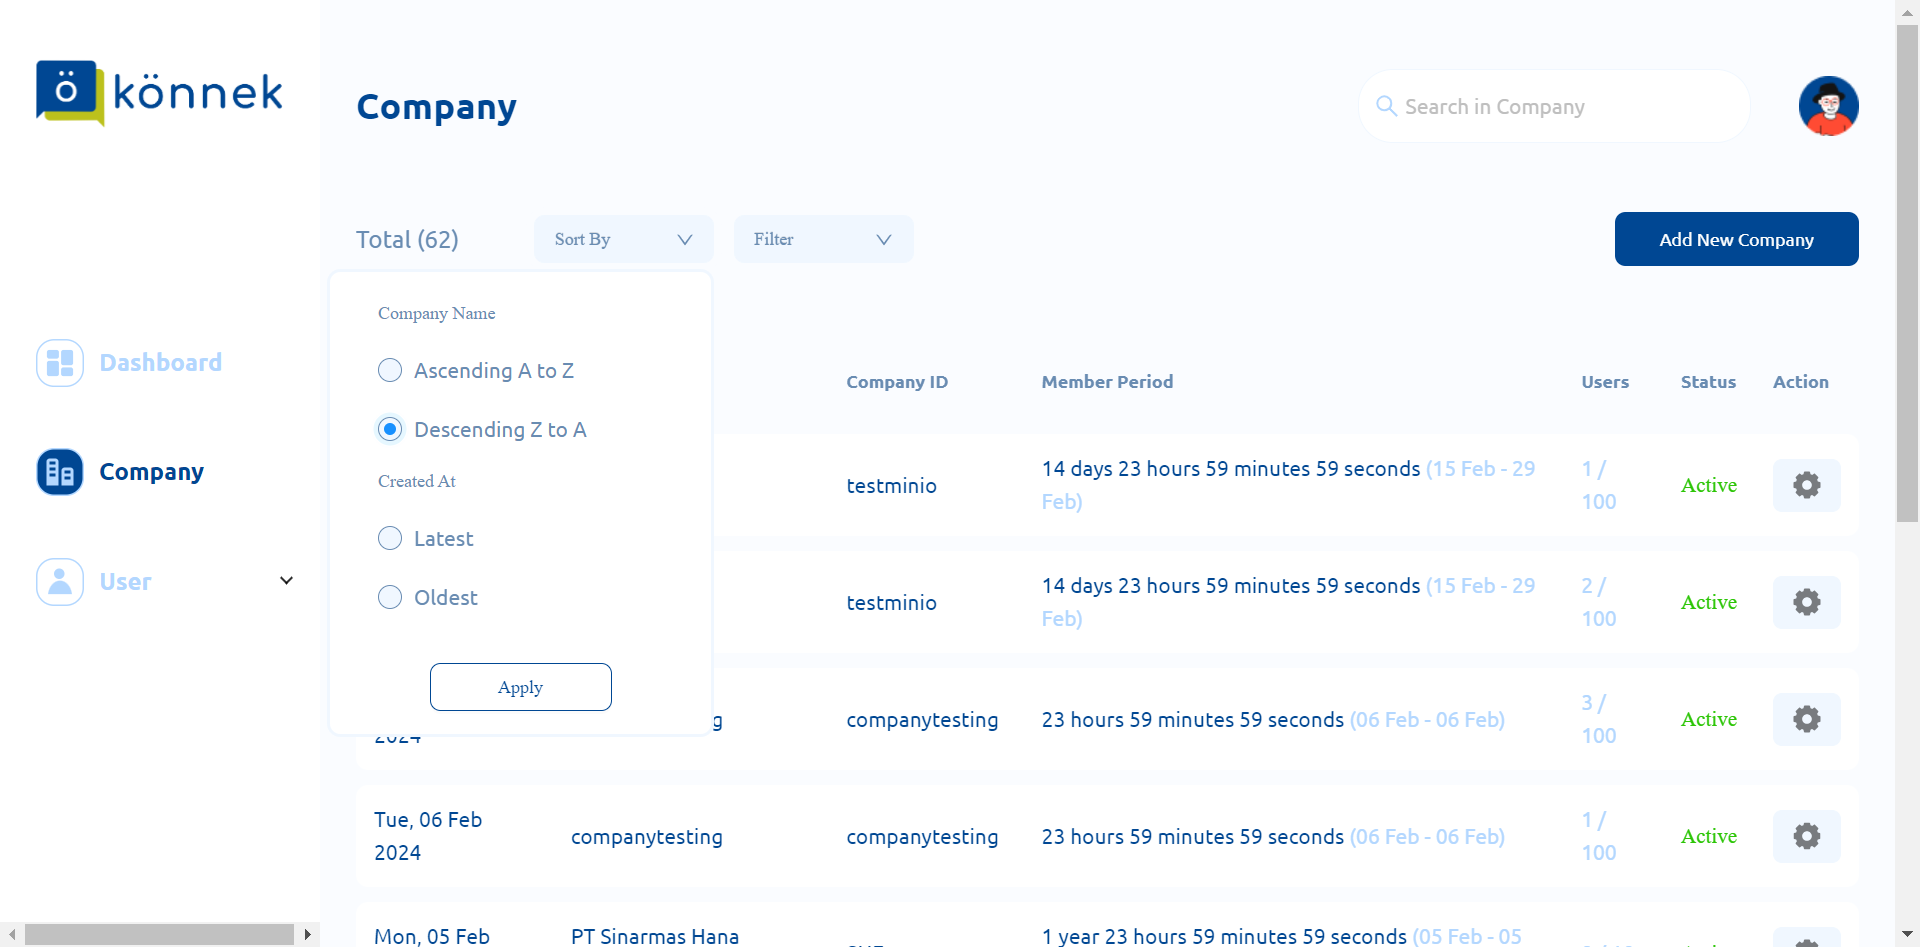 ö
könnek
Company
Search in Company
Total (62)
Sort By
Filter
Add New Company
Company Name
Ascending A to Z
Descending Z to A
Created At
Latest
Oldest
Apply
Dashboard
Company
User
Company ID
Member Period
Users
Status
Action
testminio
14 days 23 hours 59 minutes 59 seconds (15 Feb - 29
Feb)
1 /
100
Active
testminio
14 days 23 hours 59 minutes 59 seconds (15 Feb - 29
Feb)
2 /
100
Active
2024
g
companytesting
23 hours 59 minutes 59 seconds (06 Feb - 06 Feb)
3 /
100
Active
Tue, 06 Feb
2024
companytesting
companytesting
23 hours 59 minutes 59 seconds (06 Feb - 06 Feb)
1 /
100
Active
Mon, 05 Feb
PT Sinarmas Hana
1 year 23 hours 59 minutes 59 seconds (05 Feb - 05